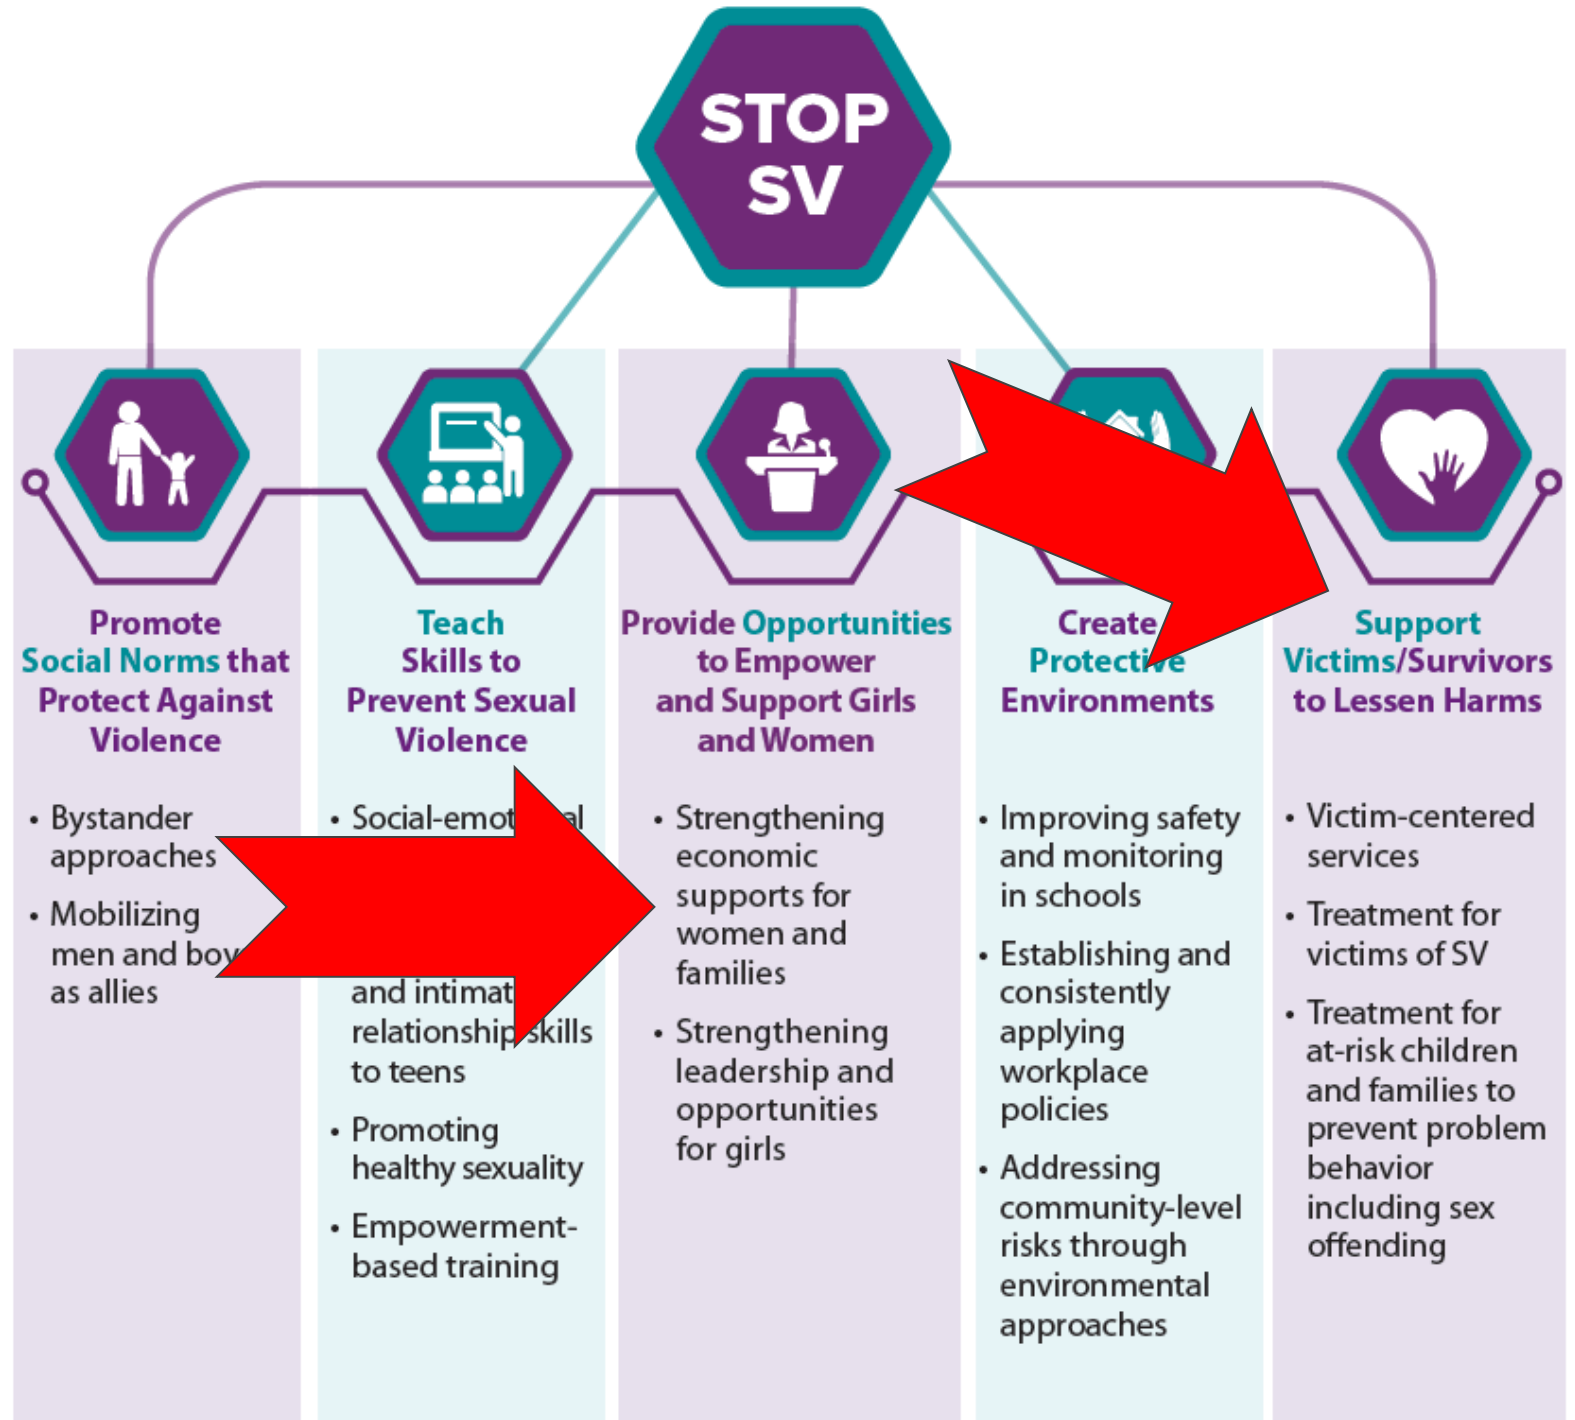 STOP
SV
Promote
Social Norms that
Protect Against
Violence
• Bystander
approaches
• Mobilizing
men and
as allies
Teach
Skills to
Prevent Sexual
Violence
•
and
relationship skills
to teens
• Promoting
healthy sexuality
• Empowerment-
based training
Provide Opportunities
to Empower
and Support Girls
and Women
• Strengthening
economic
supports for
women and
families
• Strengthening
leadership and
opportunities
for girls
Create
Protective
Environments
• Improving safety
and monitoring
in schools
• Establishing and
consistently
applying
workplace
policies
• Addressing
community-level
risks through
environmental
approaches
Support
Victims/Survivors
to Lessen Harms
• Victim-centered
services
• Treatment for
victims of SV
• Treatment for
at-risk children
and families to
prevent problem
behavior
including sex
offending